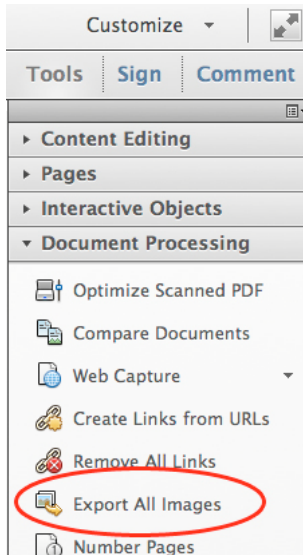 Customize
Tools Sign Comment
Content Editing
Pages
Interactive Objects
Document Processing
Optimize Scanned PDF
Compare Documents
Web Capture
Create Links from URLs
Remove All Links
Export All Images
Number Pages